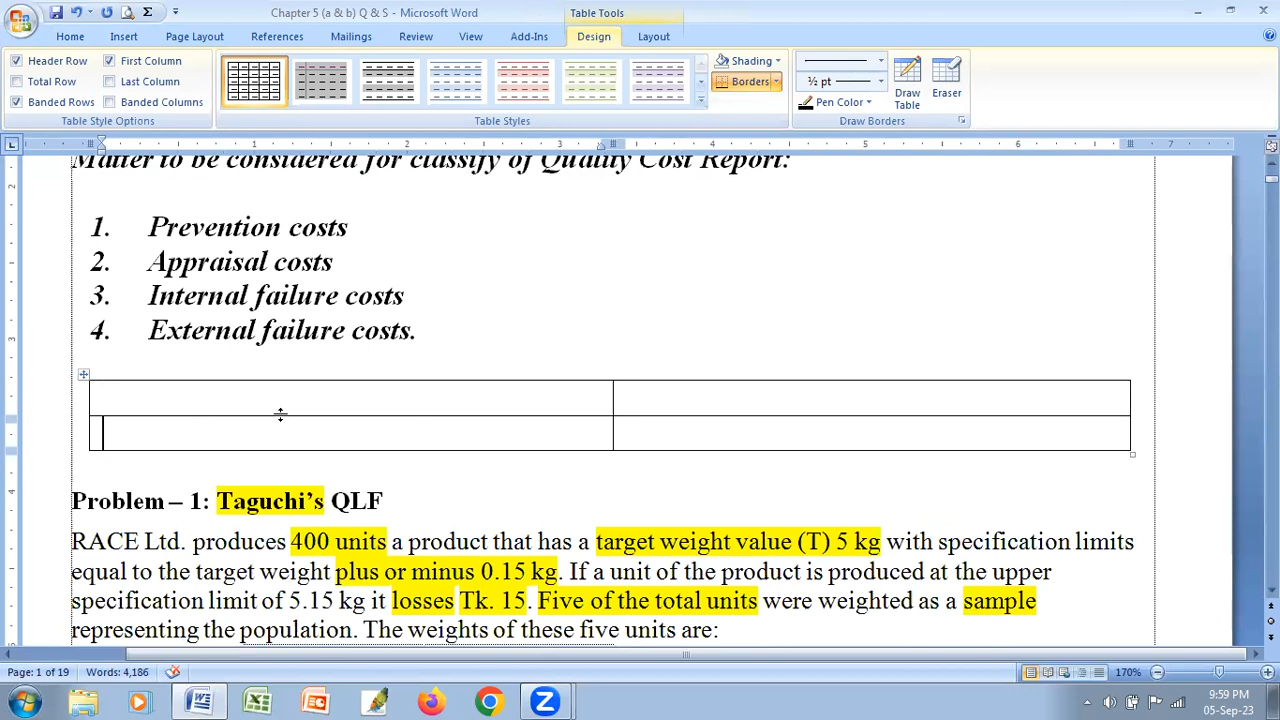 Chapter 5 (a & b) Q & S - Microsoft Word
Table Tools
Home Insert Page Layout References Mailings Review View Add-Ins Design Layout
Header Row First Column
Total Row Last Column
Banded Rows Banded Columns
Table Style Options
Table Styles
Shading
Borders
½ pt
Pen Color
Draw Table
Eraser
Draw Borders
1 2 3 4 5 6 7
Matter to be considered for classify of Quality Cost Report:
1. Prevention costs
2. Appraisal costs
3. Internal failure costs
4. External failure costs.
Problem – 1: Taguchi’s QLF
RACE Ltd. produces 400 units a product that has a target weight value (T) 5 kg with specification limits
equal to the target weight plus or minus 0.15 kg. If a unit of the product is produced at the upper
specification limit of 5.15 kg it losses Tk. 15. Five of the total units were weighted as a sample
representing the population. The weights of these five units are:
Page: 1 of 19 Words: 4,186 170%
9:59 PM
05-Sep-23